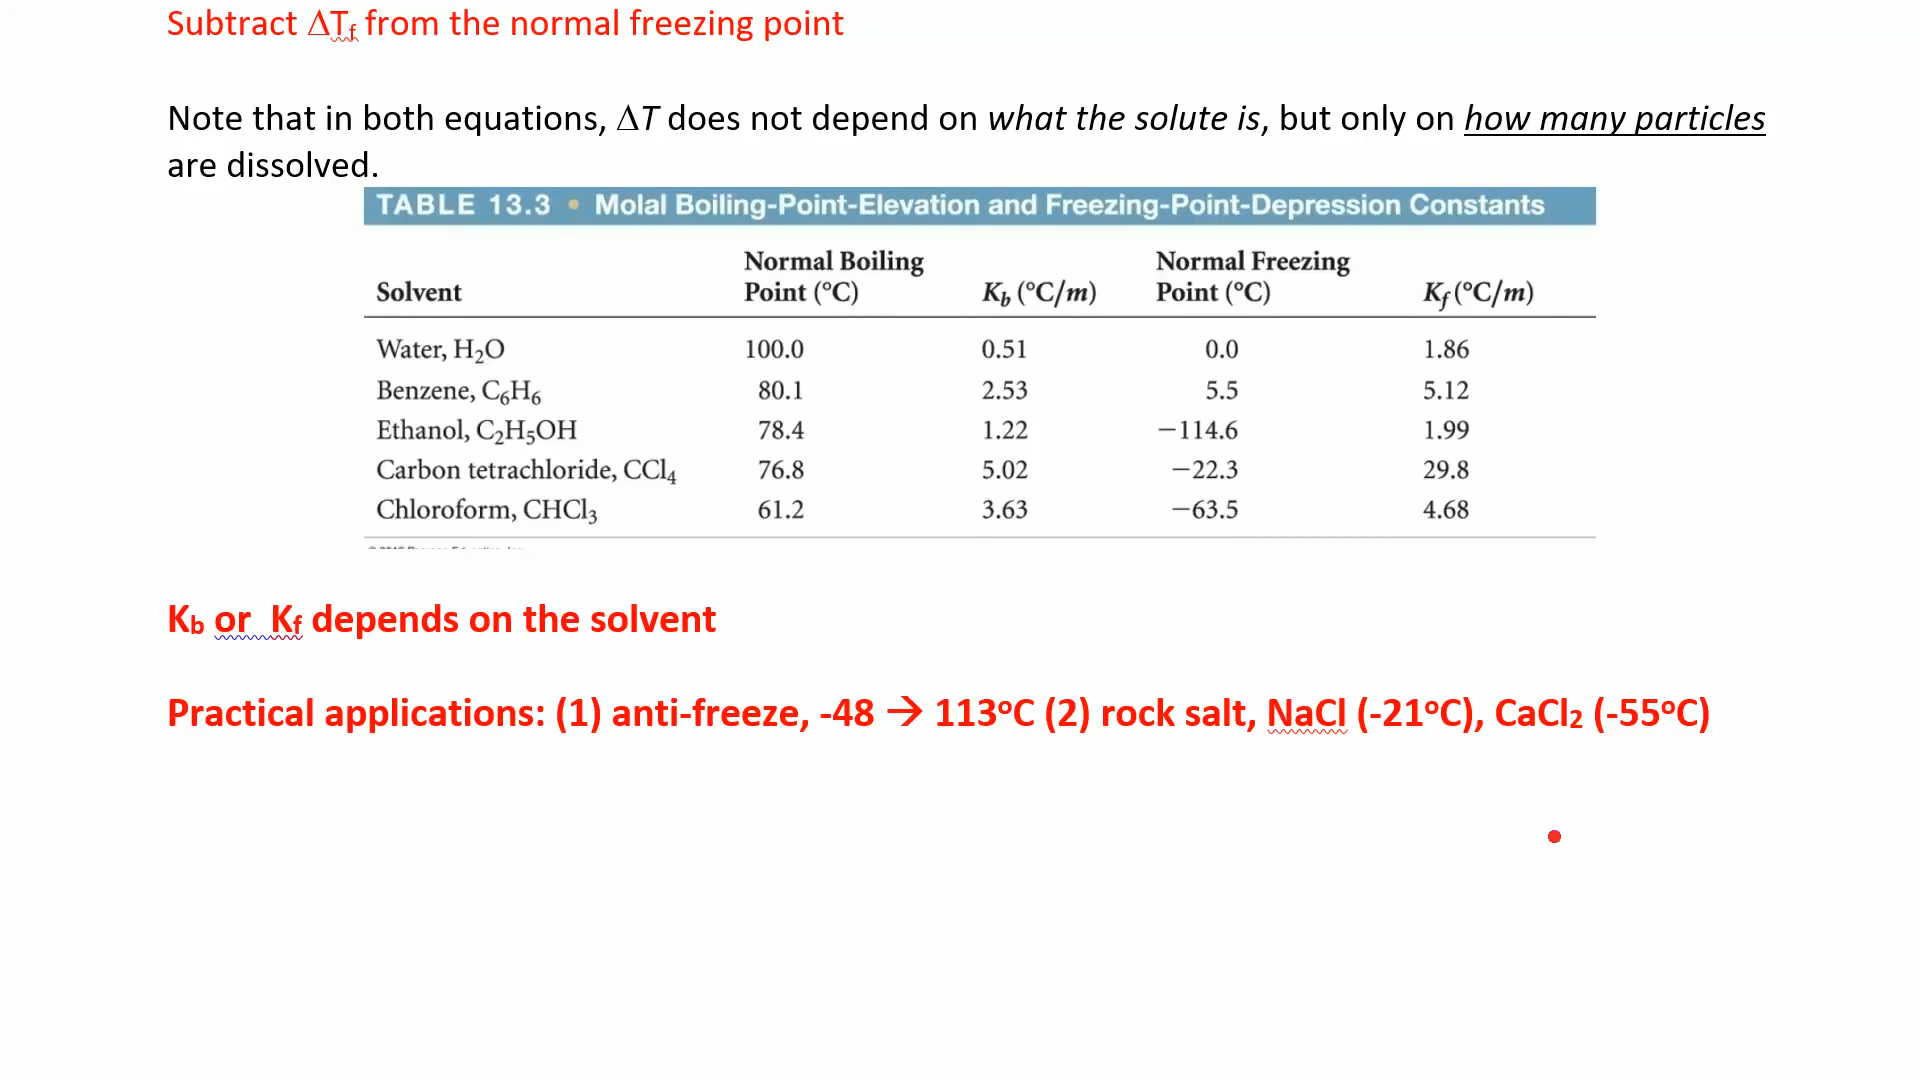 Subtract ΔTf from the normal freezing point
Note that in both equations, ΔT does not depend on what the solute is, but only on how many particles
are dissolved.
TABLE 13.3 • Molal Boiling-Point-Elevation and Freezing-Point-Depression Constants
Solvent Normal Boiling Point (°C) Kb (°C/m) Normal Freezing Point (°C) Kf (°C/m)
Water, H₂O 100.0 0.51 0.0 1.86
Benzene, C₆H₆ 80.1 2.53 5.5 5.12
Ethanol, C₂H₅OH 78.4 1.22 −114.6 1.99
Carbon tetrachloride, CCl₄ 76.8 5.02 −22.3 29.8
Chloroform, CHCl₃ 61.2 3.63 −63.5 4.68
Kb or Kf depends on the solvent
Practical applications: (1) anti-freeze, -48 → 113°C (2) rock salt, NaCl (-21°C), CaCl₂ (-55°C)